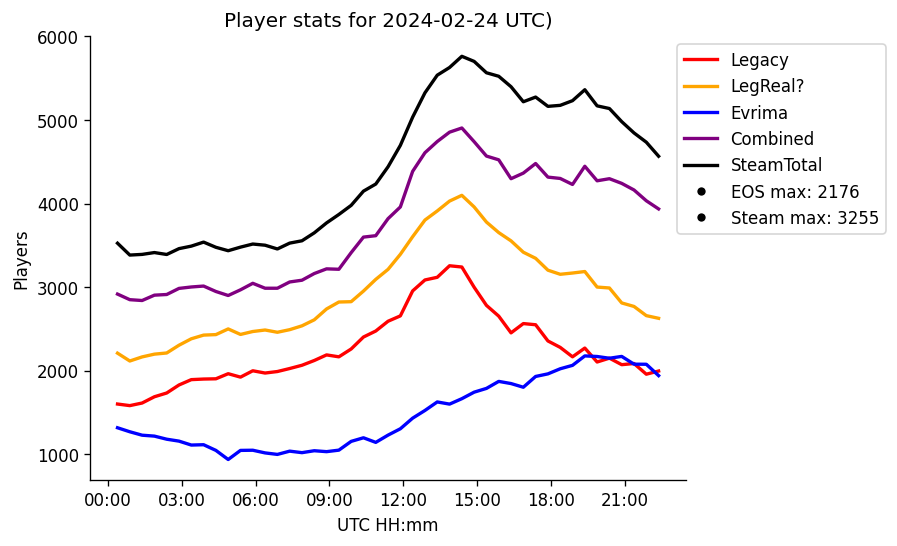 Player stats for 2024-02-24 UTC)
6000
5000
4000
3000
2000
1000
Players
00:00 03:00 06:00 09:00 12:00 15:00 18:00 21:00
UTC HH:mm
Legacy
LegReal?
Evrima
Combined
SteamTotal
EOS max: 2176
Steam max: 3255